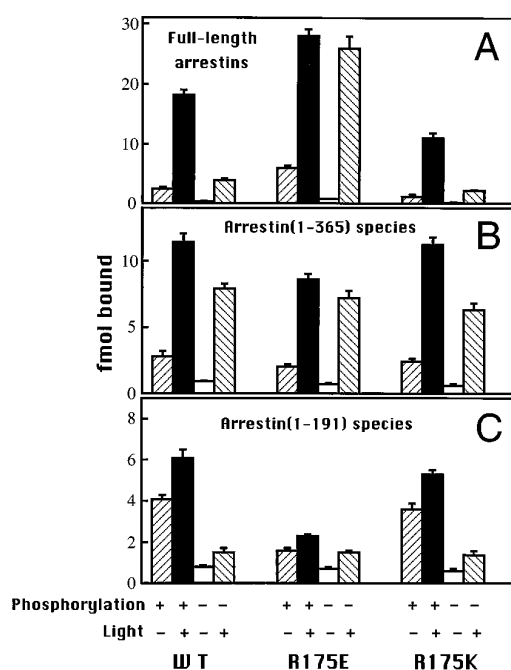 Full-length
arrestins
A
30
20
10
0
Arrestin(1-365) species
B
10
5
0
fmol bound
Arrestin(1-191) species
C
8
6
4
2
0
Phosphorylation + + - - + + - - + + - -
Light - + - + - + - + - + - +
WT R175E R175K